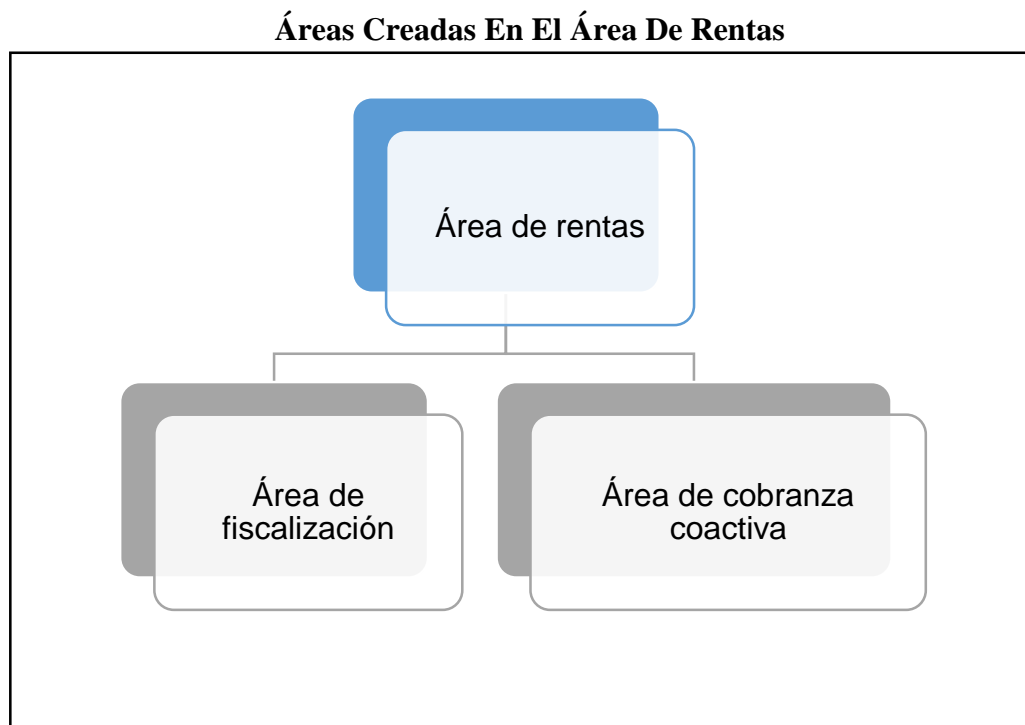 Áreas Creadas En El Área De Rentas
Área de rentas
Área de
fiscalización
Área de cobranza
coactiva